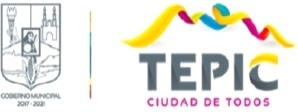 GOBIERNO MUNICIPAL
2017 - 2021
TEPIC
CIUDAD DE TODOS